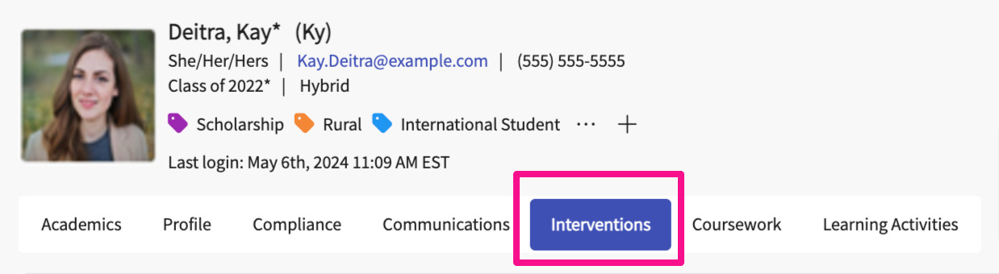 Deitra, Kay* (Ky)
She/Her/Hers | Kay.Deitra@example.com | (555) 555-5555
Class of 2022* | Hybrid
Scholarship Rural International Student ... +
Last login: May 6th, 2024 11:09 AM EST
Academics Profile Compliance Communications Interventions Coursework Learning Activities